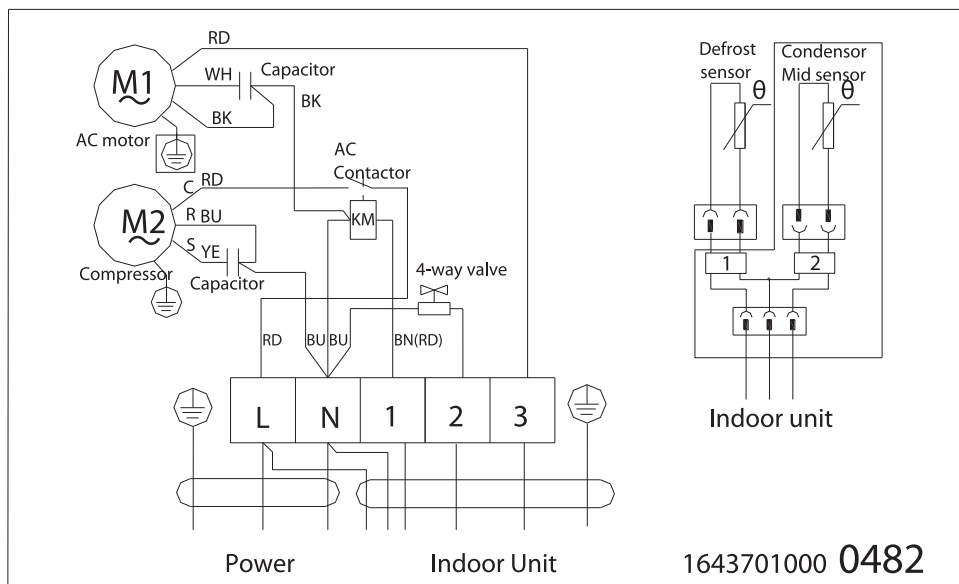 RD
M1
WH
Capacitor
BK
BK
AC motor
AC
Contactor
C RD
M2
R BU
KM
S YE
Compressor
Capacitor
4-way valve
RD
BU
BU
BN(RD)
L
N
1
2
3
Power
Indoor Unit
Defrost
sensor
Condensor
Mid sensor
θ
θ
1
2
Indoor unit
1643701000 0482